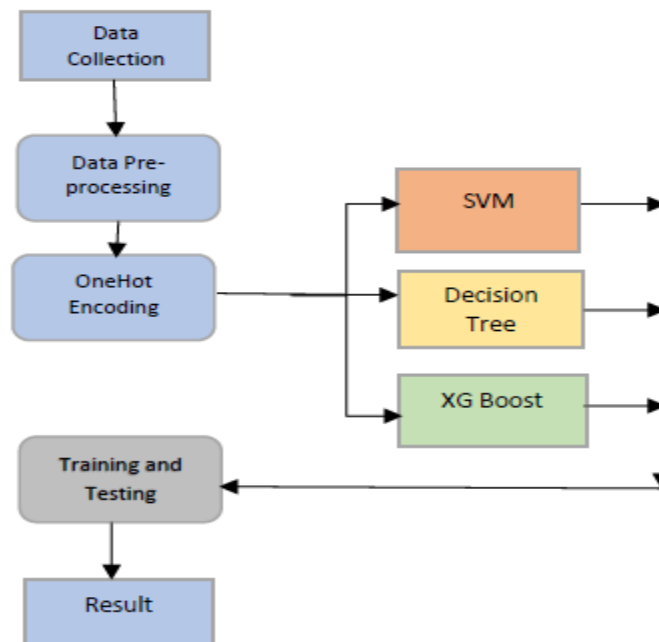 Data
Collection
Data Pre-
processing
OneHot
Encoding
SVM
Decision
Tree
XG Boost
Training and
Testing
Result